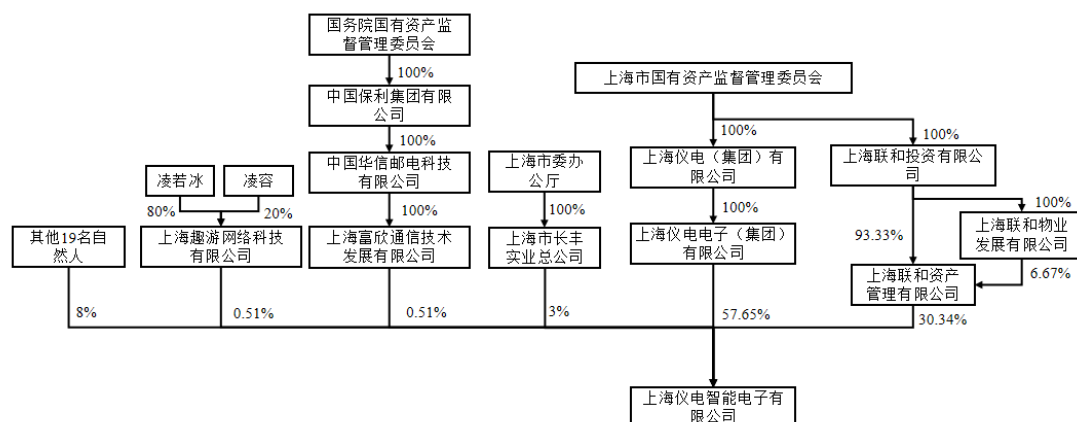 国务院国有资产监
督管理委员会
100%
上海市国有资产监督管理委员会
中国保利集团有限
公司
100%
100%
100%
中国华信邮电科技
有限公司
上海市委办
公厅
上海仪电（集团）有
限公司
上海联和投资有限公
司
凌若冰
凌容
80%
20%
100%
100%
100%
100%
其他19名自
然人
上海趣游网络科技
有限公司
上海富欣通信技术
发展有限公司
上海市长丰
实业总公司
上海仪电电子（集团）
有限公司
93.33%
上海联和物业
发展有限公司
上海联和资产
管理有限公司
6.67%
8%
0.51%
0.51%
3%
57.65%
30.34%
上海仪电智能电子有
限公司